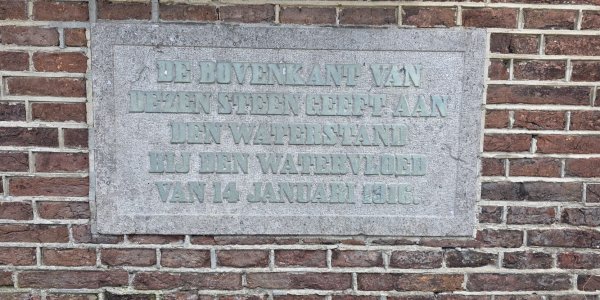 DE BOVENKANT VAN
DEZEN STEEN GEEFT AAN
DEN WATERSTAND
BIJ DEN WATERVLOED
VAN 14 JANUARI 1916.